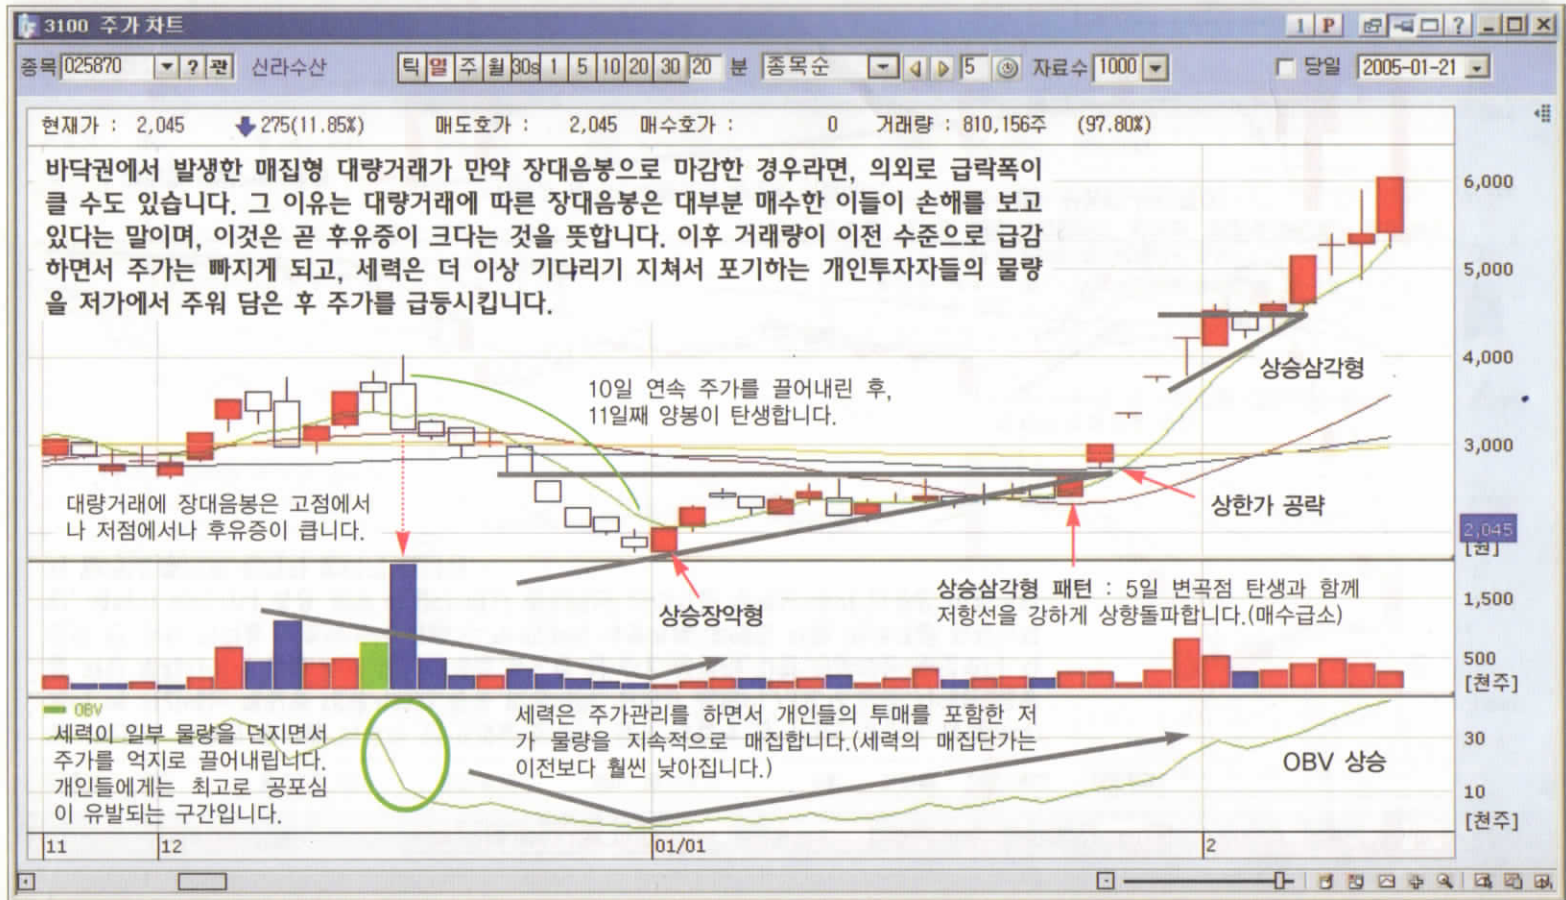 3100 주가 차트
1 P
종목 025870 ? 관 신라수산 틱 일 주 월 30s 1 5 10 20 30 20 분 종목순 5 자료수 1000 당일 2005-01-21
현재가 : 2,045 275(11.85%) 매도호가 : 2,045 매수호가 : 0 거래량 : 810,156주 (97.80%)
바닥권에서 발생한 매집형 대량거래가 만약 장대음봉으로 마감한 경우라면, 의외로 급락폭이
클 수도 있습니다. 그 이유는 대량거래에 따른 장대음봉은 대부분 매수한 이들이 손해를 보고
있다는 말이며, 이것은 곧 후유증이 크다는 것을 뜻합니다. 이후 거래량이 이전 수준으로 급감
하면서 주가는 빠지게 되고, 세력은 더 이상 기다리기 지쳐서 포기하는 개인투자자들의 물량
을 저가에서 주워 담은 후 주가를 급등시킵니다.
6,000
5,000
4,000
3,000
2,045
[원]
상승삼각형
10일 연속 주가를 끌어내린 후,
11일째 양봉이 탄생합니다.
대량거래에 장대음봉은 고점에서
나 저점에서나 후유증이 큽니다.
상한가 공략
상승장악형
상승삼각형 패턴 : 5일 변곡점 탄생과 함께
저항선을 강하게 상향돌파합니다.(매수급소)
1,500
500
[천주]
OBV
세력이 일부 물량을 던지면서
주가를 억지로 끌어내립니다.
개인들에게는 최고로 공포심
이 유발되는 구간입니다.
세력은 주가관리를 하면서 개인들의 투매를 포함한 저
가 물량을 지속적으로 매집합니다.(세력의 매집단가는
이전보다 훨씬 낮아집니다.)
OBV 상승
30
10
[천주]
11 12 01/01 2